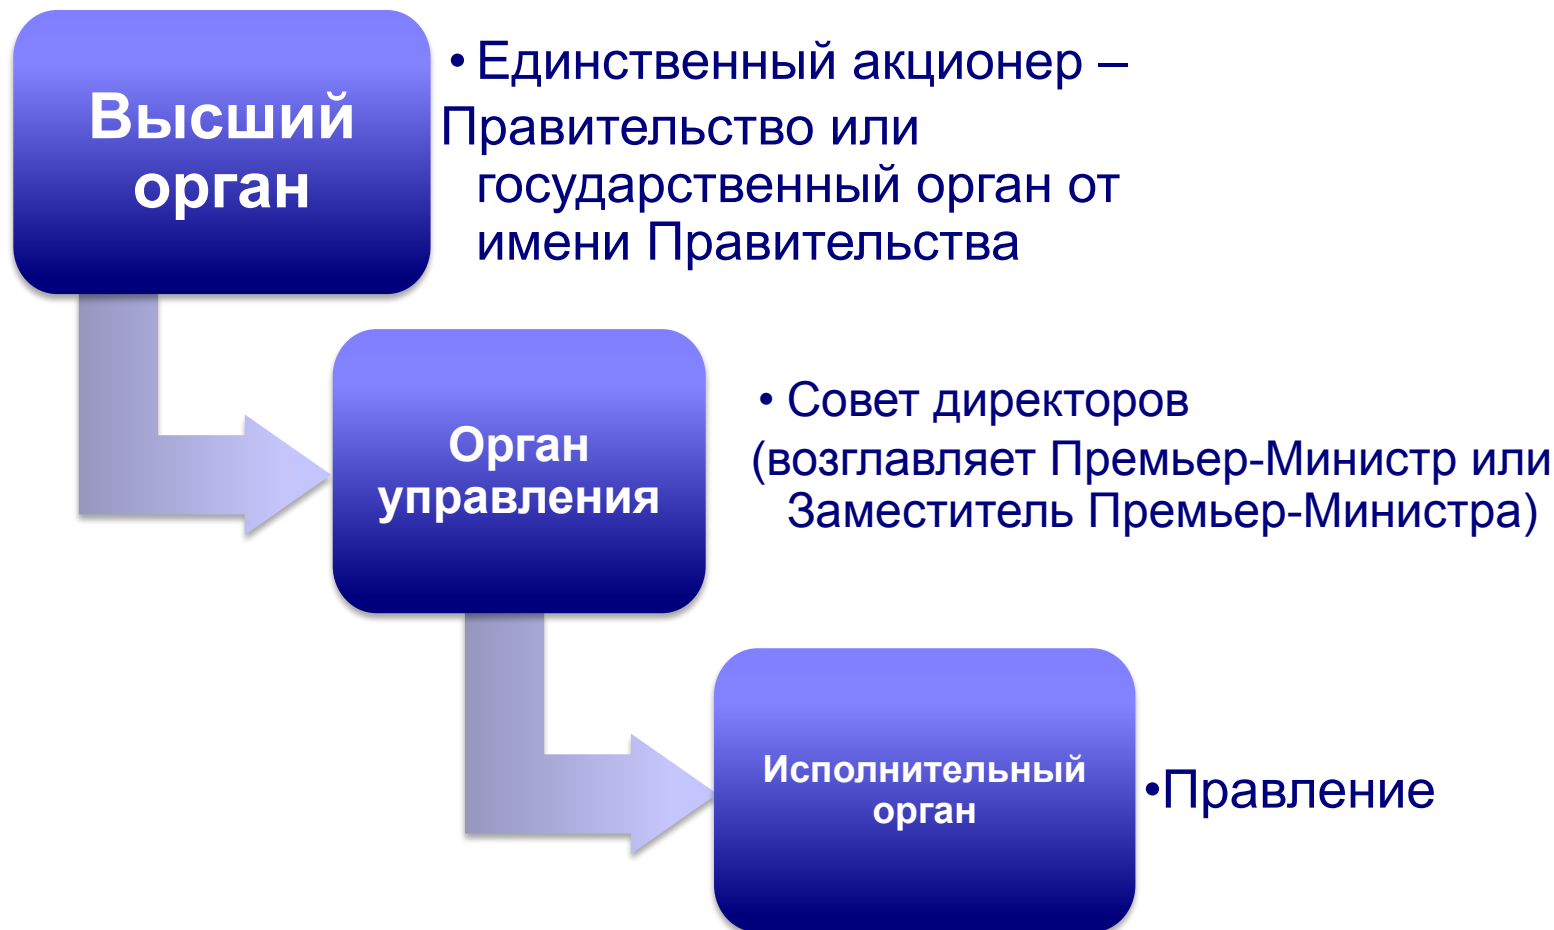 Высший
орган
• Единственный акционер –
Правительство или
государственный орган от
имени Правительства
Орган
управления
• Совет директоров
(возглавляет Премьер-Министр или
Заместитель Премьер-Министра)
Исполнительный
орган
•Правление